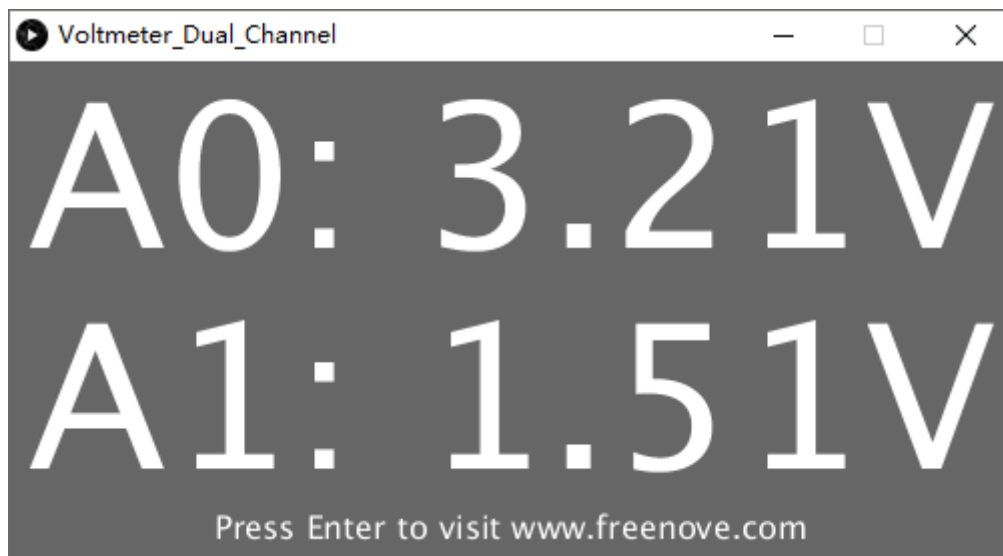 Voltmeter_Dual_Channel
A0: 3.21V
A1: 1.51V
Press Enter to visit www.freenove.com